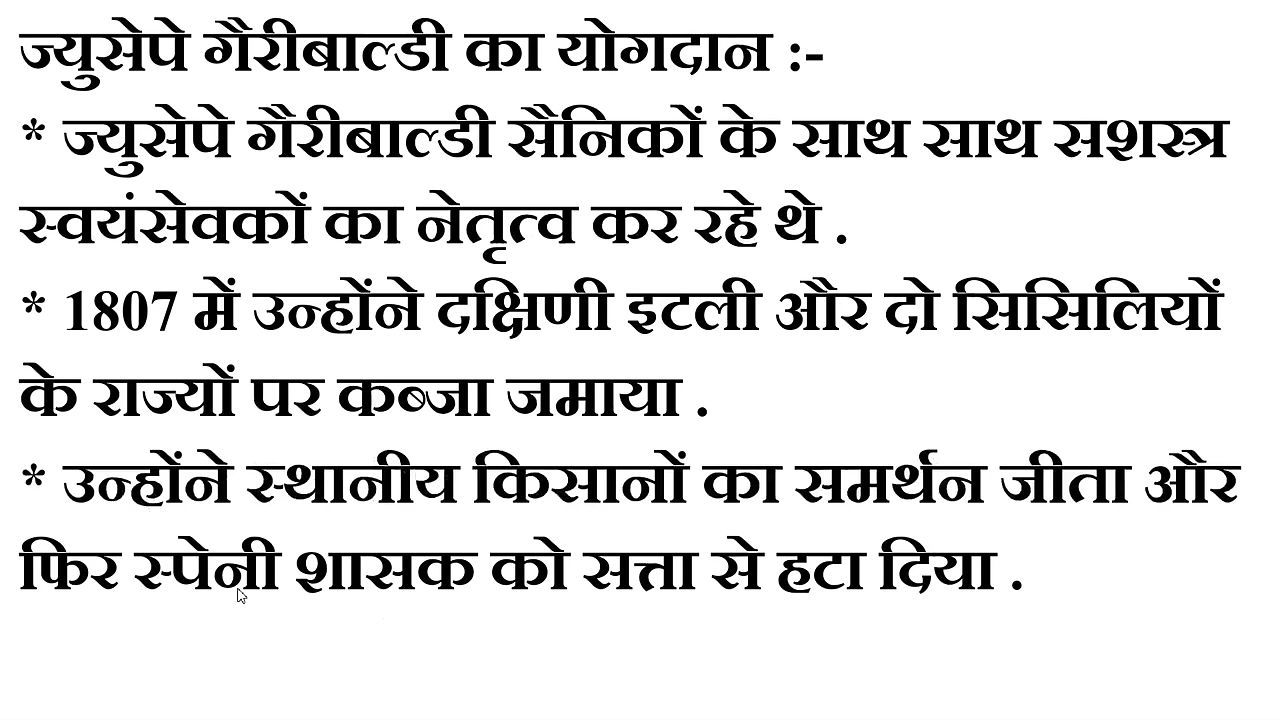 ज्युसेपे गैरीबाल्डी का योगदान :-
* ज्युसेपे गैरीबाल्डी सैनिकों के साथ साथ सशस्त्र
स्वयंसेवकों का नेतृत्व कर रहे थे .
* 1807 में उन्होंने दक्षिणी इटली और दो सिसिलियों
के राज्यों पर कब्जा जमाया .
* उन्होंने स्थानीय किसानों का समर्थन जीता और
फिर स्पेनी शासक को सत्ता से हटा दिया .